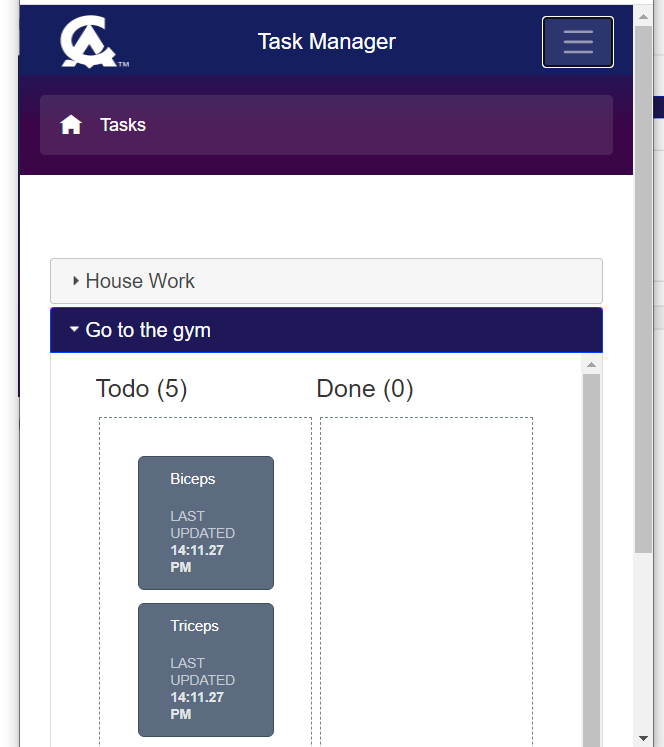 Task Manager
TM
Tasks
House Work
Go to the gym
Todo (5) Done (0)
Biceps
LAST
UPDATED
14:11.27
PM
Triceps
LAST
UPDATED
14:11.27
PM